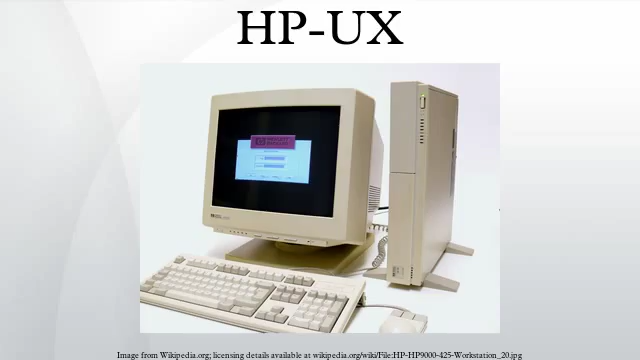 HP-UX
Image from Wikipedia.org; licensing details available at wikipedia.org/wiki/File:HP-HP9000-425-Workstation_20.jpg